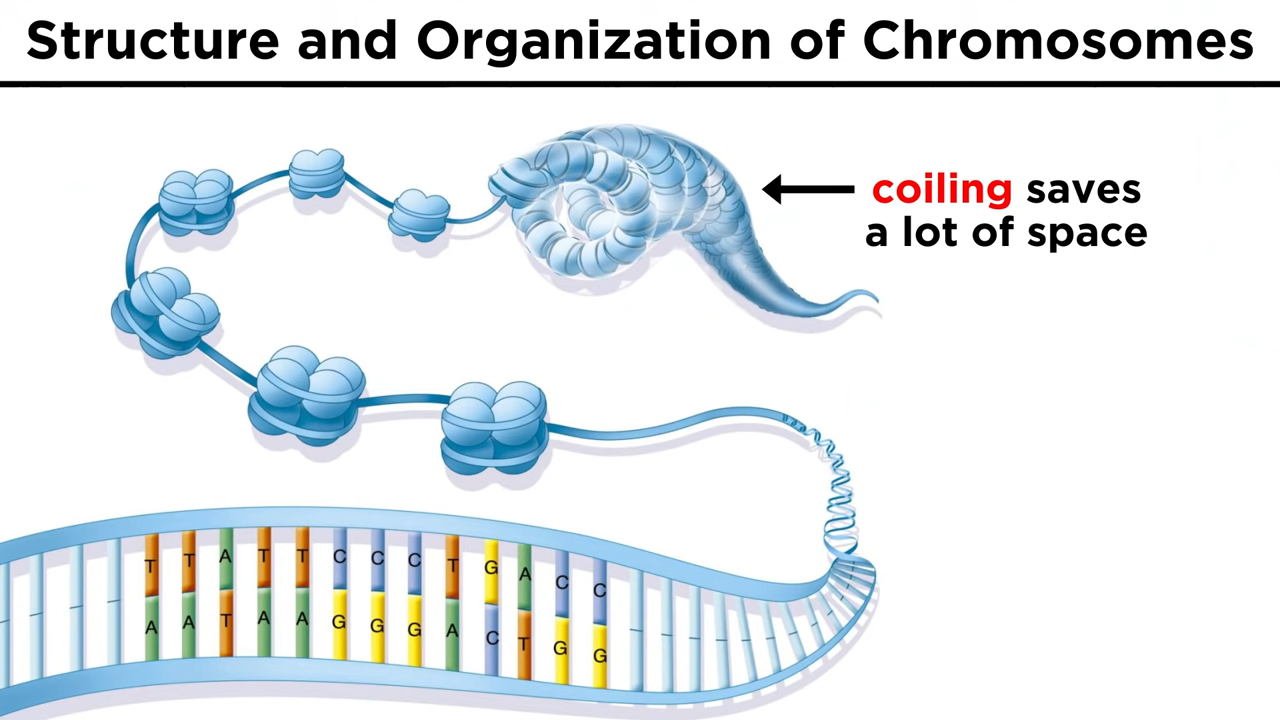 Structure and Organization of Chromosomes
coiling saves
a lot of space
T T A T T C C C T G A C C
A A T A A G G G A C T G G